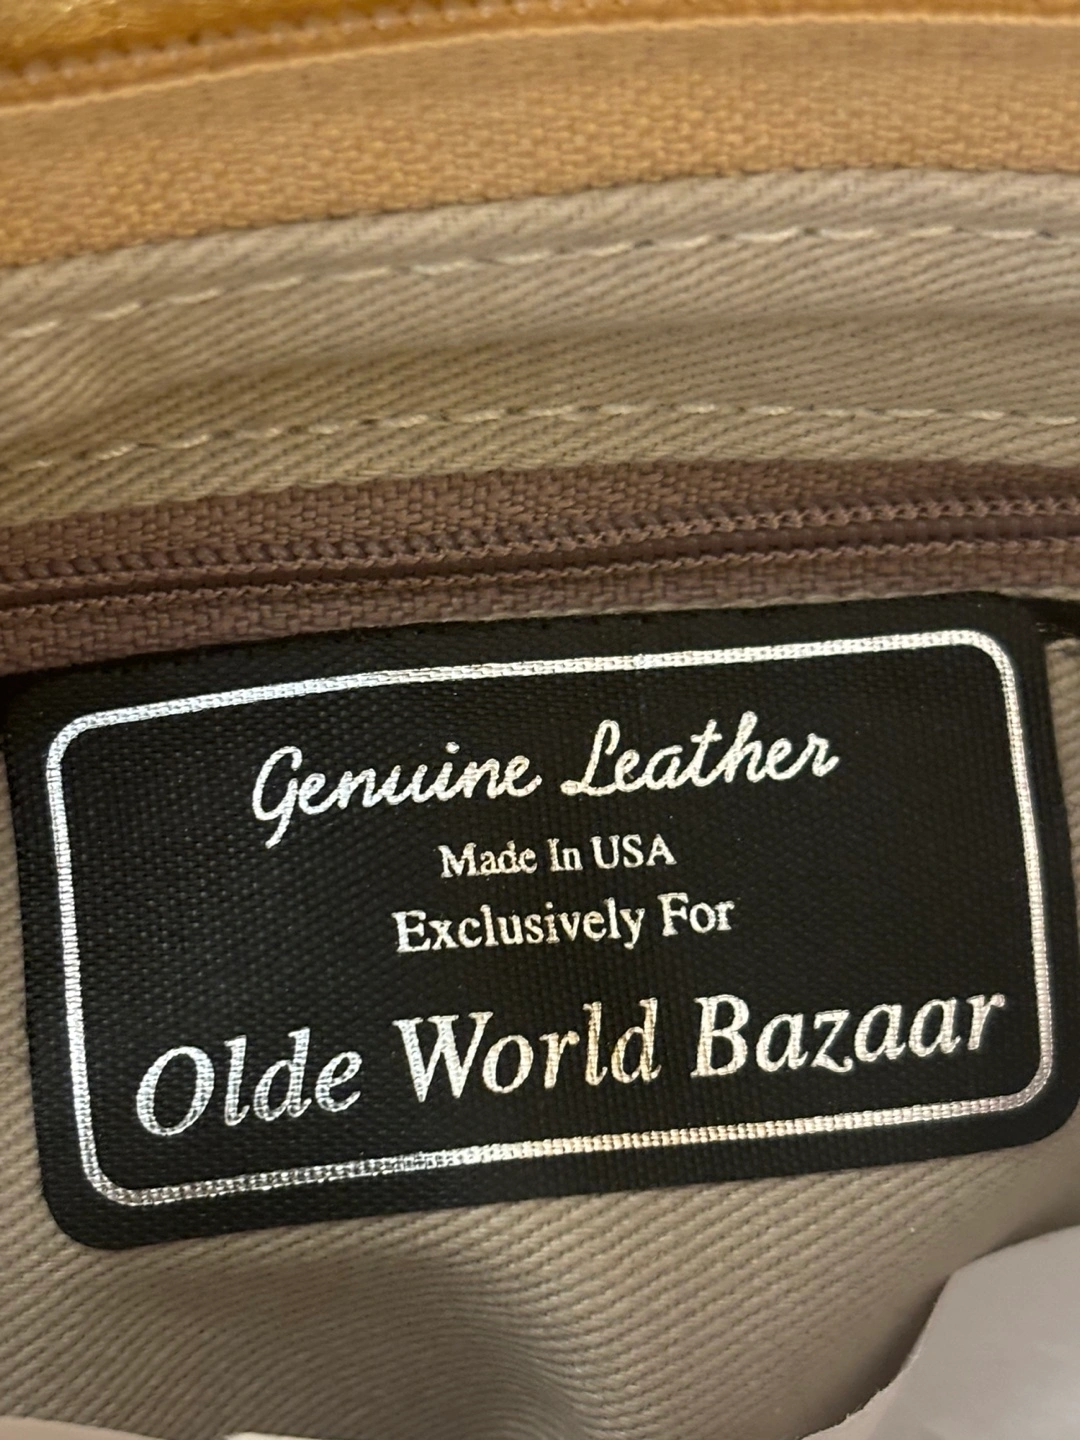 Genuine Leather
Made In USA
Exclusively For
Olde World Bazaar